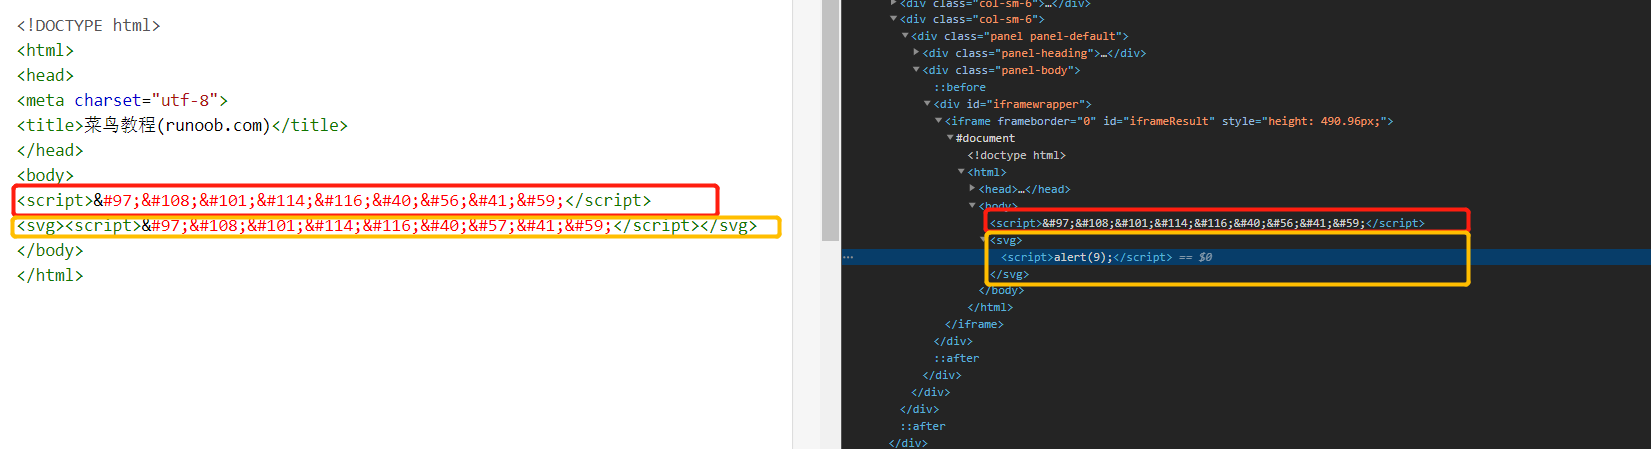 <!DOCTYPE html>
<html>
<head>
<meta charset="utf-8">
<title>菜鸟教程(runoob.com)</title>
</head>
<body>
<script>&#97;&#108;&#101;&#114;&#116;&#40;&#56;&#41;&#59;</script>
<svg><script>&#97;&#108;&#101;&#114;&#116;&#40;&#57;&#41;&#59;</script></svg>
</body>
</html>
<div class="col-sm-6">…</div>
<div class="col-sm-6">
<div class="panel panel-default">
<div class="panel-heading">…</div>
<div class="panel-body">
::before
<div id="iframewrapper">
<iframe frameborder="0" id="iframeResult" style="height: 490.96px;">
#document
<!doctype html>
<html>
<head>…</head>
<body>
<script>&#97;&#108;&#101;&#114;&#116;&#40;&#56;&#41;&#59;</script>
<svg>
<script>alert(9);</script> == $0
</svg>
</body>
</html>
</iframe>
</div>
::after
</div>
</div>
</div>
::after
</div>